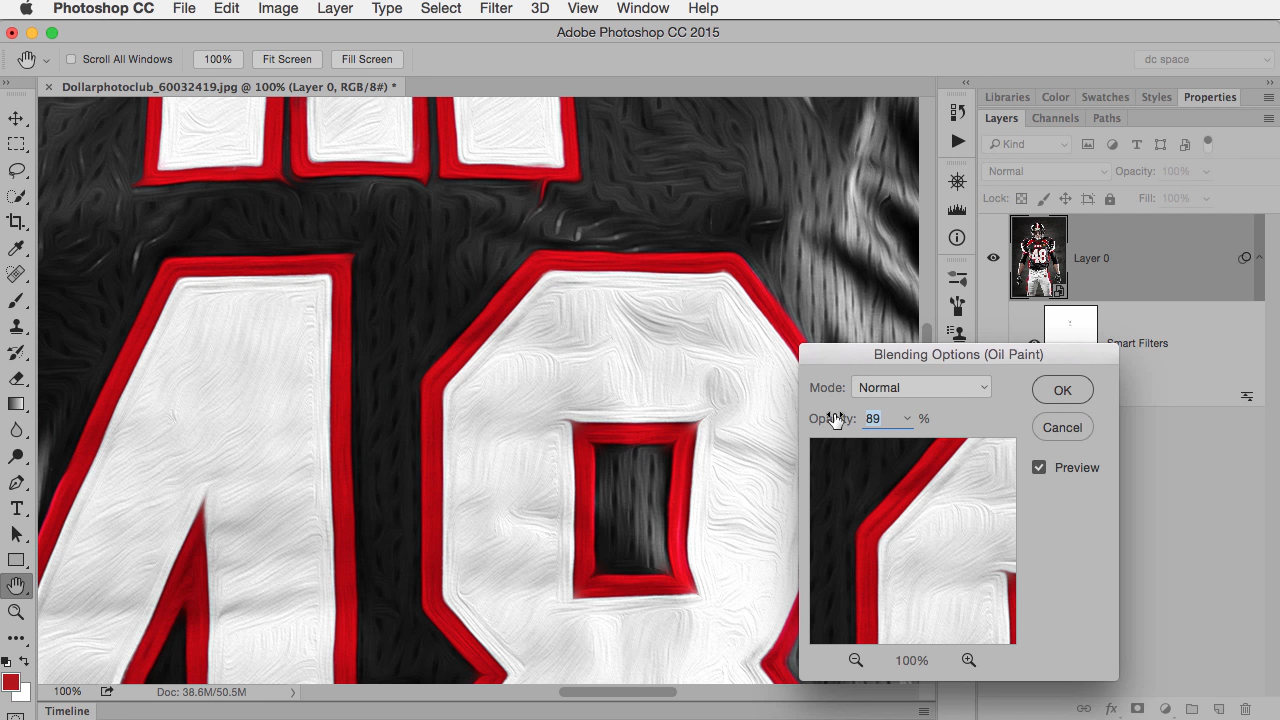 Photoshop CC File Edit Image Layer Type Select Filter 3D View Window Help
Adobe Photoshop CC 2015
Scroll All Windows 100% Fit Screen Fill Screen dc space
Dollarphotoclub_60032419.jpg @ 100% (Layer 0, RGB/8#) *
Libraries Color Swatches Styles Properties
Layers Channels Paths
Kind
Normal Opacity: 100%
Lock: Fill: 100%
48
Layer 0
Smart Filters
Blending Options (Oil Paint)
Mode: Normal OK
Opacity: 89 %
Cancel
Preview
100%
100% Doc: 38.6M/50.5M
Timeline
fx